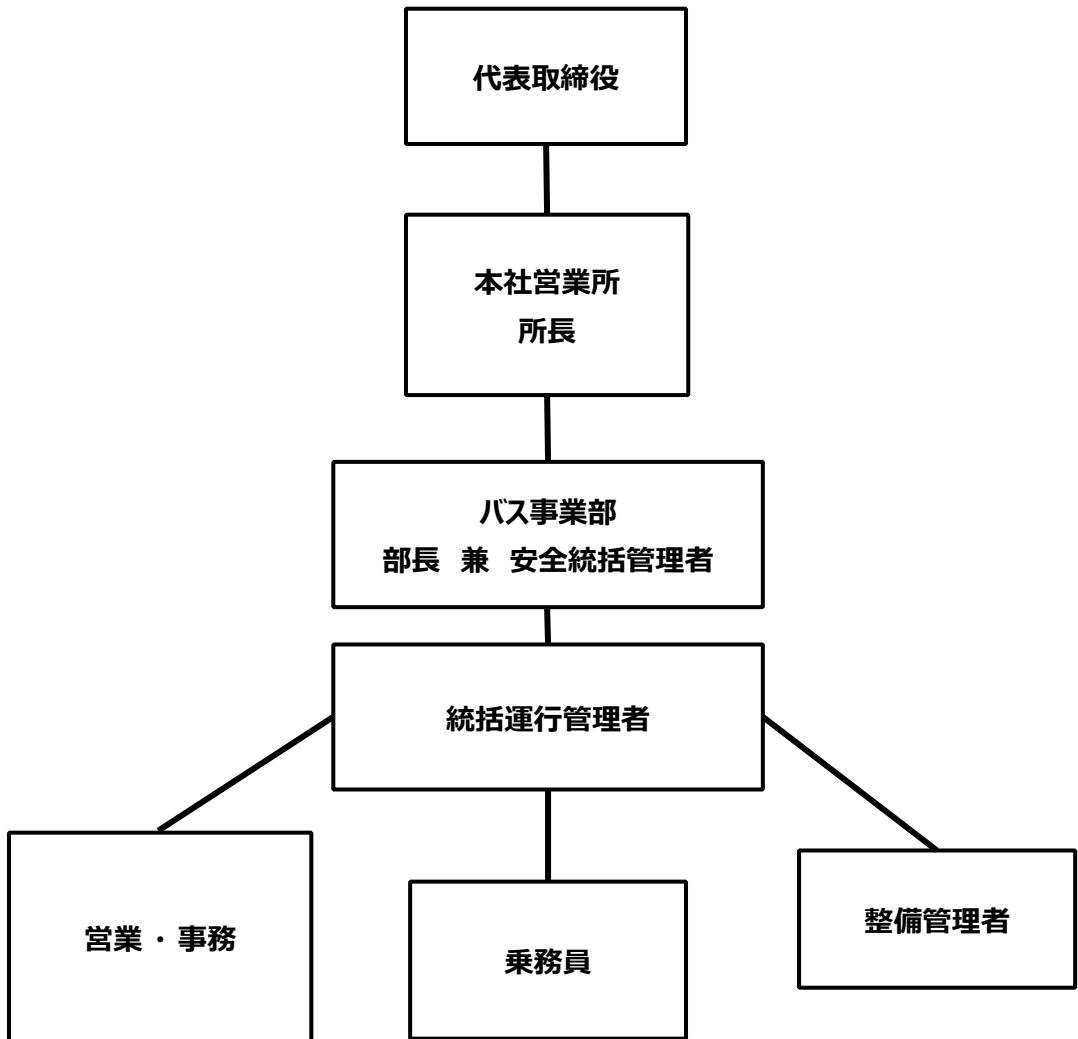 代表取締役
本社営業所
所長
バス事業部
部長 兼 安全統括管理者
統括運行管理者
営業・事務
乗務員
整備管理者